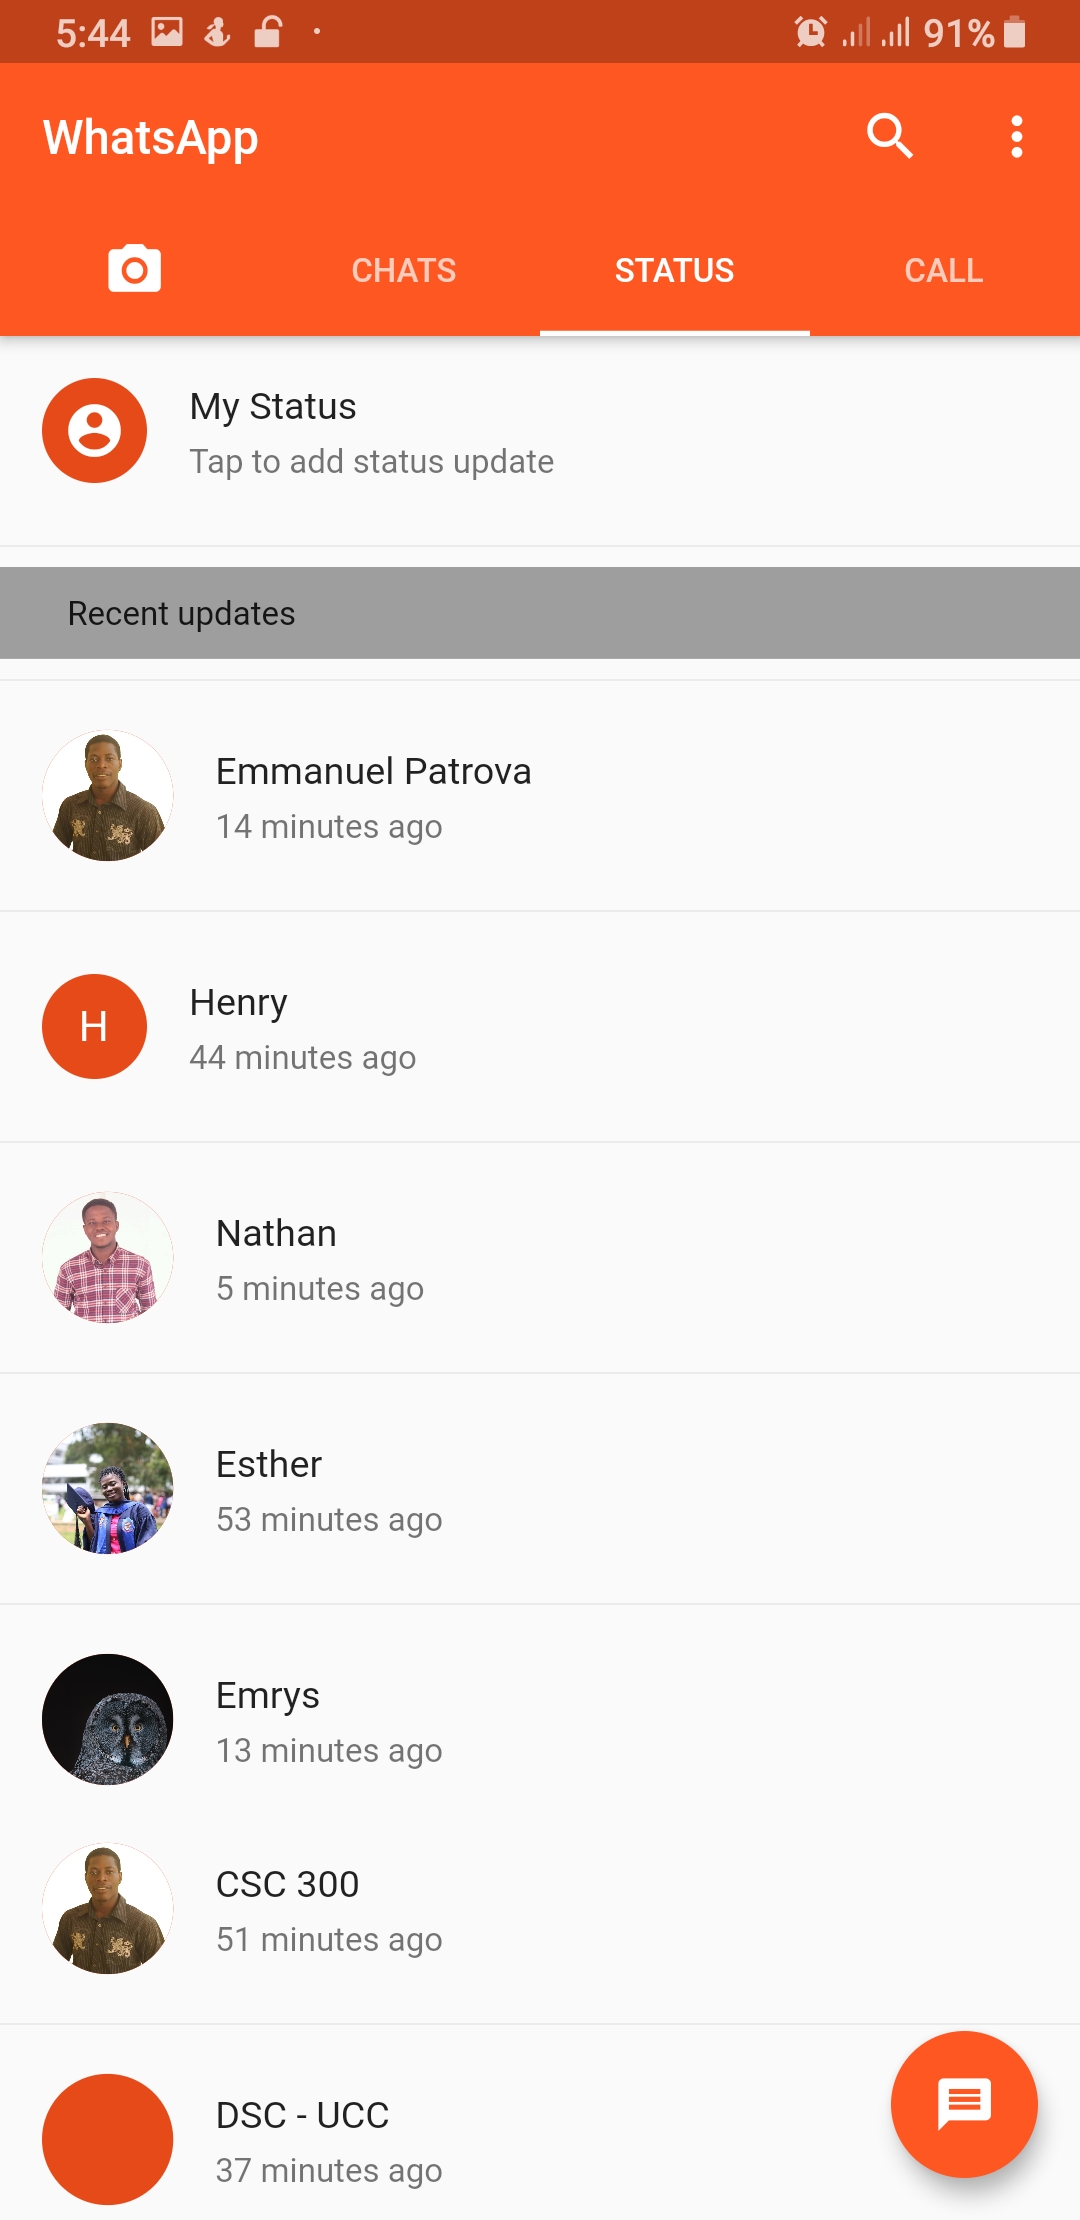 5:44 91%
WhatsApp
CHATS STATUS CALL
My Status
Tap to add status update
Recent updates
Emmanuel Patrova
14 minutes ago
H
Henry
44 minutes ago
Nathan
5 minutes ago
Esther
53 minutes ago
Emrys
13 minutes ago
CSC 300
51 minutes ago
DSC - UCC
37 minutes ago